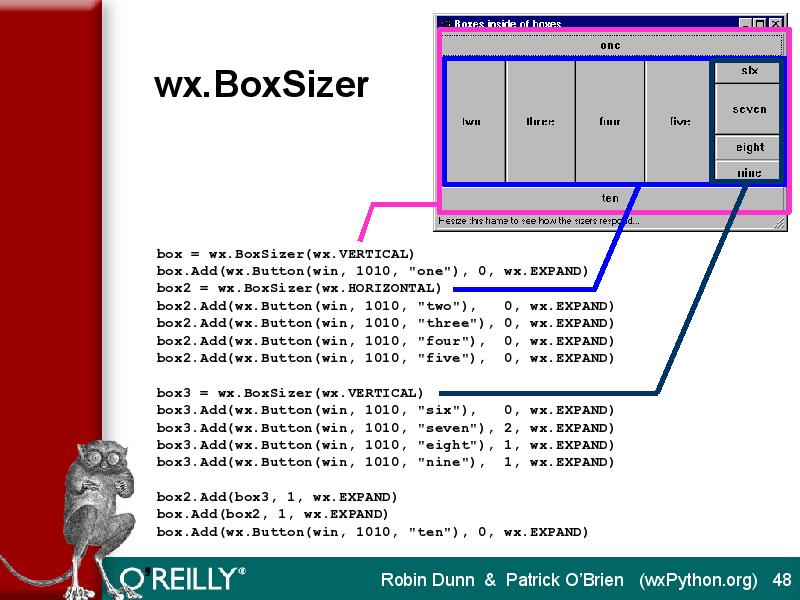 Boxes inside of boxes
one
wx.BoxSizer
two three four five
six
seven
eight
nine
ten
Resize this frame to see how the sizers respond...
box = wx.BoxSizer(wx.VERTICAL)
box.Add(wx.Button(win, 1010, "one"), 0, wx.EXPAND)
box2 = wx.BoxSizer(wx.HORIZONTAL)
box2.Add(wx.Button(win, 1010, "two"),   0, wx.EXPAND)
box2.Add(wx.Button(win, 1010, "three"), 0, wx.EXPAND)
box2.Add(wx.Button(win, 1010, "four"),  0, wx.EXPAND)
box2.Add(wx.Button(win, 1010, "five"),  0, wx.EXPAND)
box3 = wx.BoxSizer(wx.VERTICAL)
box3.Add(wx.Button(win, 1010, "six"),   0, wx.EXPAND)
box3.Add(wx.Button(win, 1010, "seven"), 2, wx.EXPAND)
box3.Add(wx.Button(win, 1010, "eight"), 1, wx.EXPAND)
box3.Add(wx.Button(win, 1010, "nine"),  1, wx.EXPAND)
box2.Add(box3, 1, wx.EXPAND)
box.Add(box2, 1, wx.EXPAND)
box.Add(wx.Button(win, 1010, "ten"), 0, wx.EXPAND)
O'REILLY®
Robin Dunn & Patrick O'Brien (wxPython.org) 48